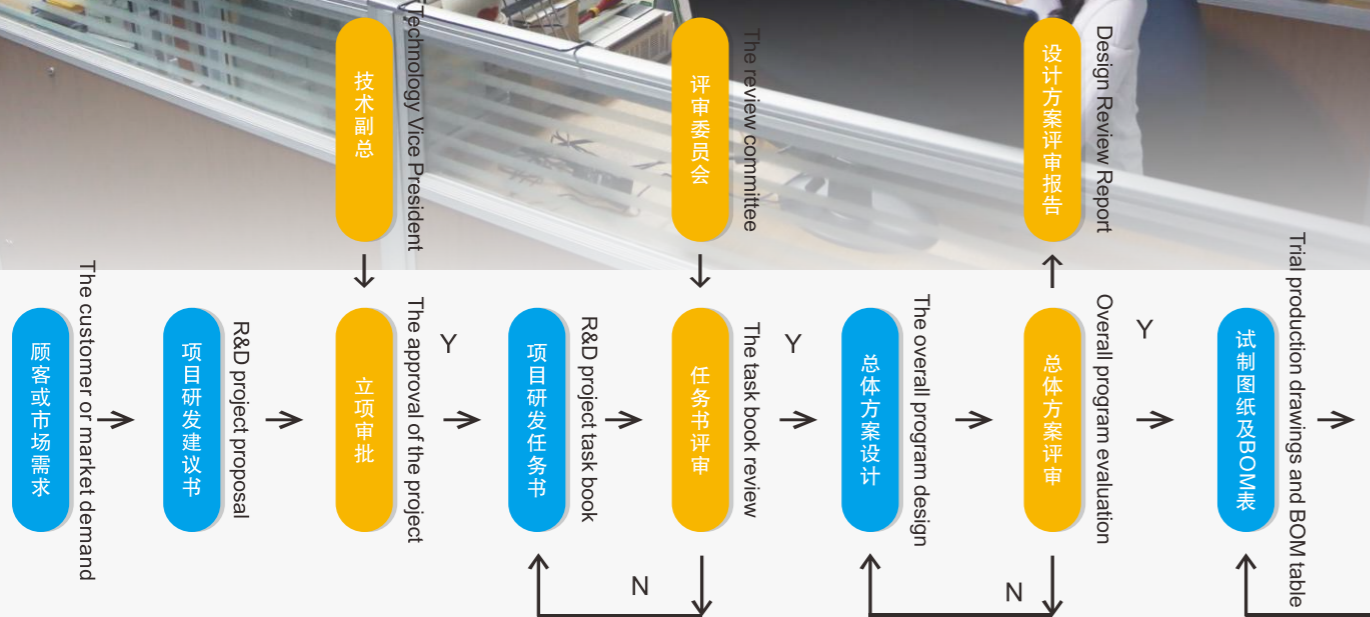 技术副总
Technology Vice President
评审委员会
The review committee
设计方案评审报告
Design Review Report
顾客或市场需求
The customer or market demand
项目研发建议书
R&D project proposal
立项审批
The approval of the project
Y
项目研发任务书
R&D project task book
任务书评审
The task book review
Y
总体方案设计
The overall programm design
总体方案评审
Overall program evaluation
Y
试制图纸及BOM表
Trial production drawings and BOM table
N
N